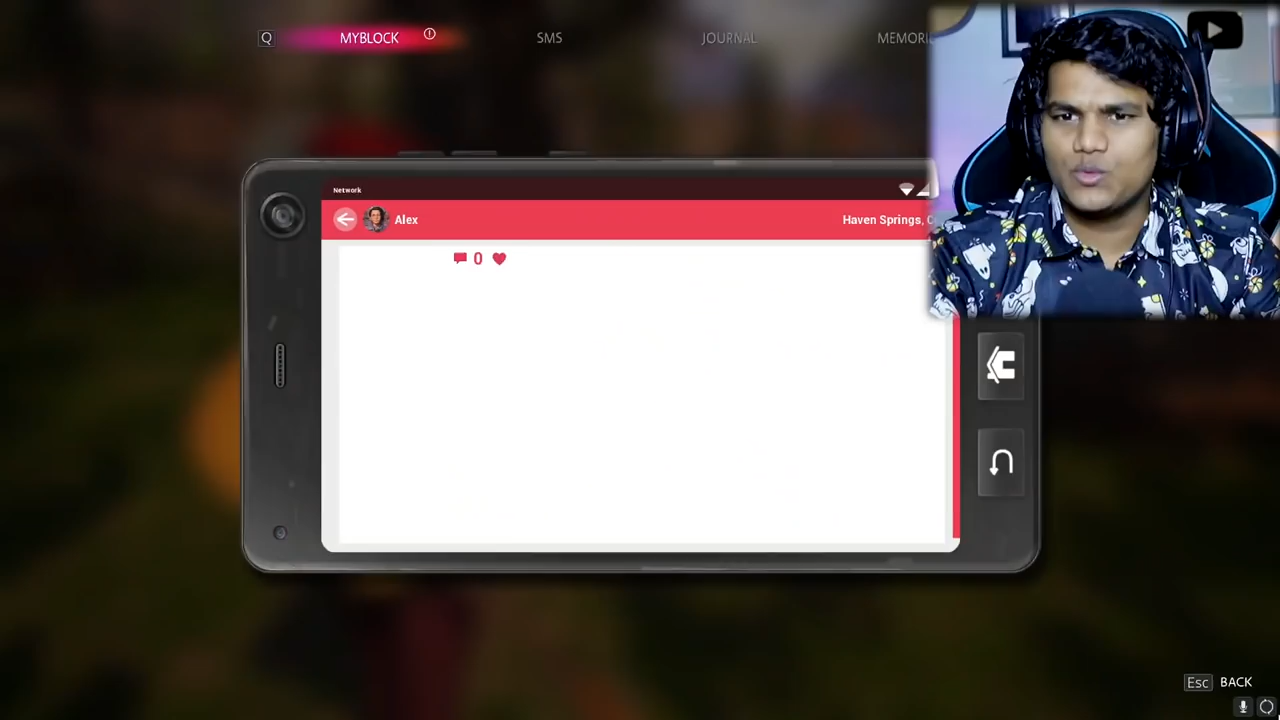 Q MYBLOCK SMS JOURNAL
Network
Alex Haven Springs,
0
Esc BACK